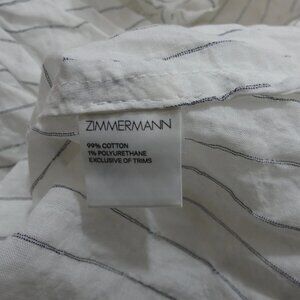 ZIMMERMANN
99% COTTON
1% POLYURETHANE
EXCLUSIVE OF TRIMS